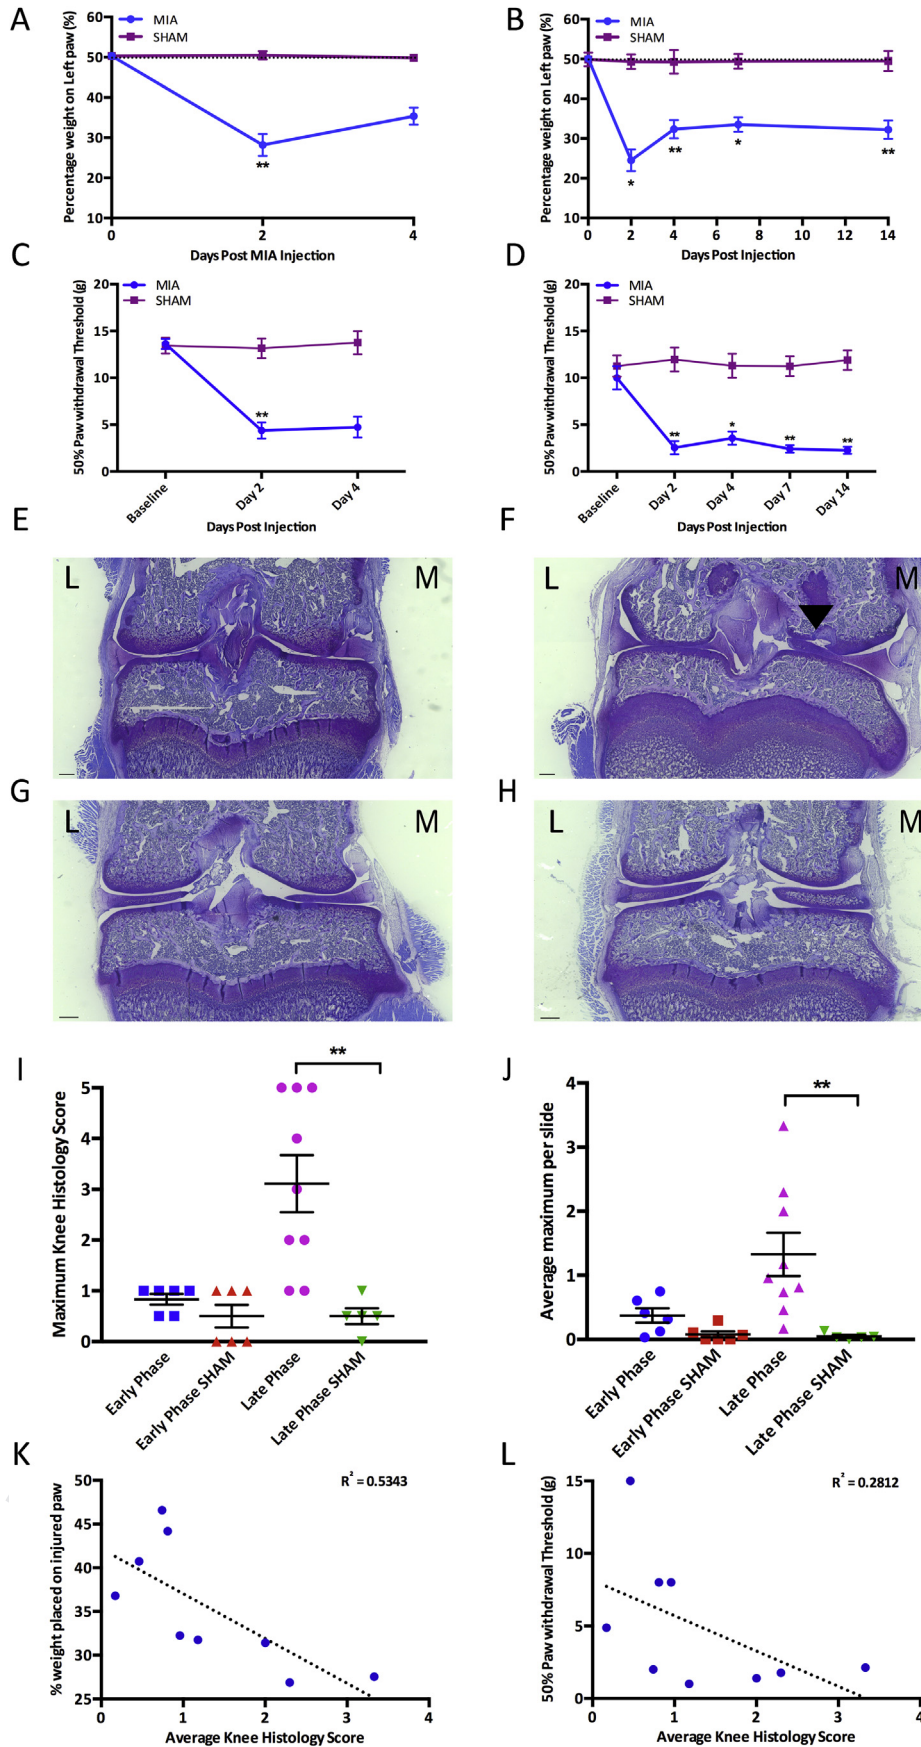 A
Percentage weight on Left paw (%)
60
50
40
30
20
10
MIA
SHAM
**
0
2
4
Days Post MIA Injection
B
Percentage weight on Left paw (%)
60
50
40
30
20
10
MIA
SHAM
*
**
*
**
0
2
4
6
8
10
12
14
Days Post Injection
C
50% Paw withdrawal Threshold (g)
20
15
10
5
0
MIA
SHAM
**
Baseline
Day 2
Day 4
Days Post Injection
D
50% Paw withdrawal Threshold (g)
20
15
10
5
0
MIA
SHAM
**
*
**
**
Baseline
Day 2
Day 4
Day 7
Day 14
Days Post Injection
E
L
M
F
L
M
G
L
M
H
L
M
I
Maximum Knee Histology Score
5
4
3
2
1
0
**
Early Phase
Early Phase SHAM
Late Phase
Late Phase SHAM
J
Average maximum per slide
4
3
2
1
0
**
Early Phase
Early Phase SHAM
Late Phase
Late Phase SHAM
K
% weight placed on injured paw
50
45
40
35
30
25
R² = 0.5343
0
1
2
3
4
Average Knee Histology Score
L
50% Paw withdrawal Threshold (g)
15
10
5
0
R² = 0.2812
0
1
2
3
4
Average Knee Histology Score